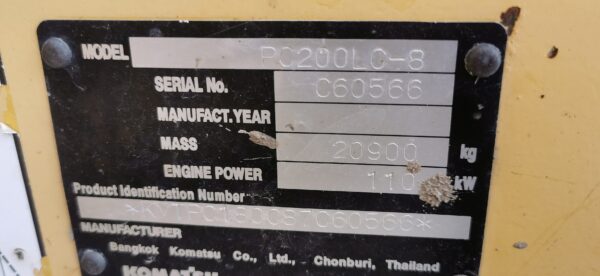 MODEL PC200LC-8
SERIAL No. C60566
MANUFACT.YEAR
MASS 20900 kg
ENGINE POWER 110 kW
Product Identification Number
MANUFACTURER
Bangkok Komatsu Co., Ltd., Chonburi, Thailand
KOMATSU